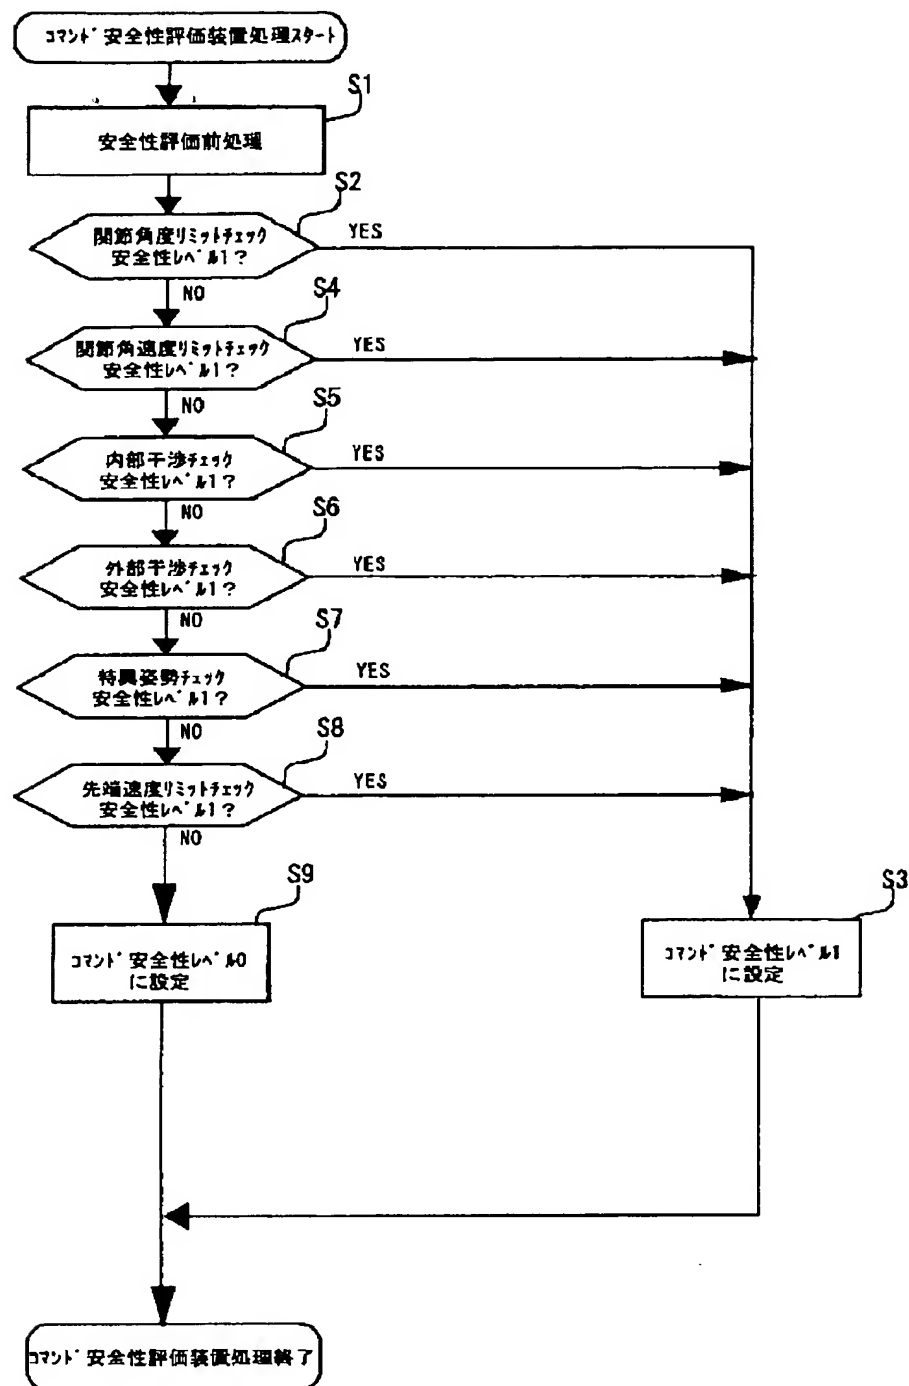 ｺﾏﾝﾄﾞ安全性評価装置処理ｽﾀｰﾄ
S1
安全性評価前処理
S2
関節角度ﾘﾐｯﾄﾁｪｯｸ
安全性ﾚﾍﾞﾙ1？
YES
NO
S4
関節角速度ﾘﾐｯﾄﾁｪｯｸ
安全性ﾚﾍﾞﾙ1？
YES
NO
S5
内部干渉ﾁｪｯｸ
安全性ﾚﾍﾞﾙ1？
YES
NO
S6
外部干渉ﾁｪｯｸ
安全性ﾚﾍﾞﾙ1？
YES
NO
S7
特異姿勢ﾁｪｯｸ
安全性ﾚﾍﾞﾙ1？
YES
NO
S8
先端速度ﾘﾐｯﾄﾁｪｯｸ
安全性ﾚﾍﾞﾙ1？
YES
NO
S9
ｺﾏﾝﾄﾞ安全性ﾚﾍﾞﾙ0
に設定
S3
ｺﾏﾝﾄﾞ安全性ﾚﾍﾞﾙ1
に設定
ｺﾏﾝﾄﾞ安全性評価装置処理終了